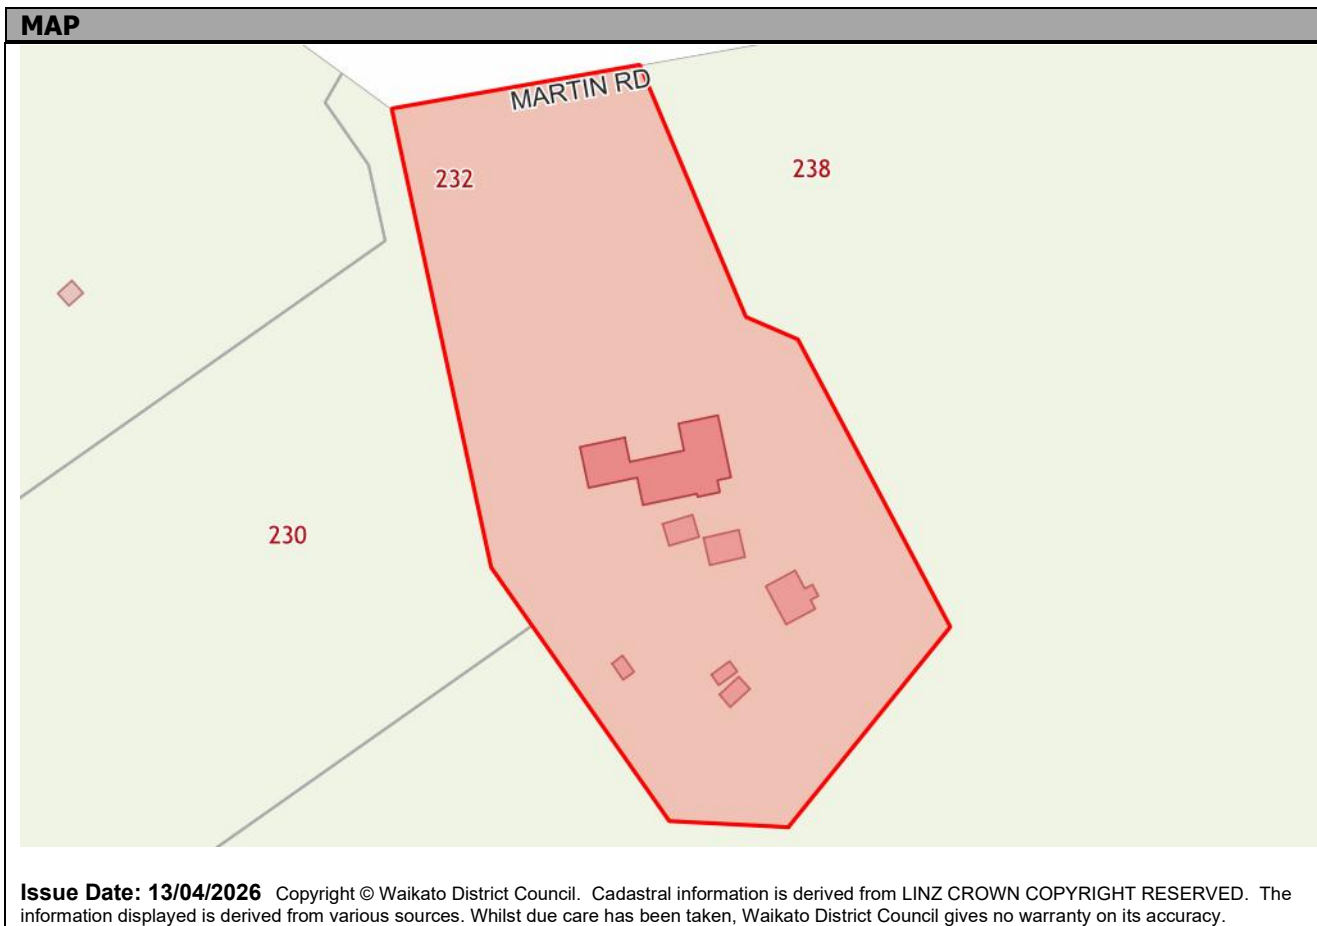 MAP
MARTIN RD
232
238
230
Issue Date: 13/04/2026 Copyright © Waikato District Council. Cadastral information is derived from LINZ CROWN COPYRIGHT RESERVED. The
information displayed is derived from various sources. Whilst due care has been taken, Waikato District Council gives no warranty on its accuracy.